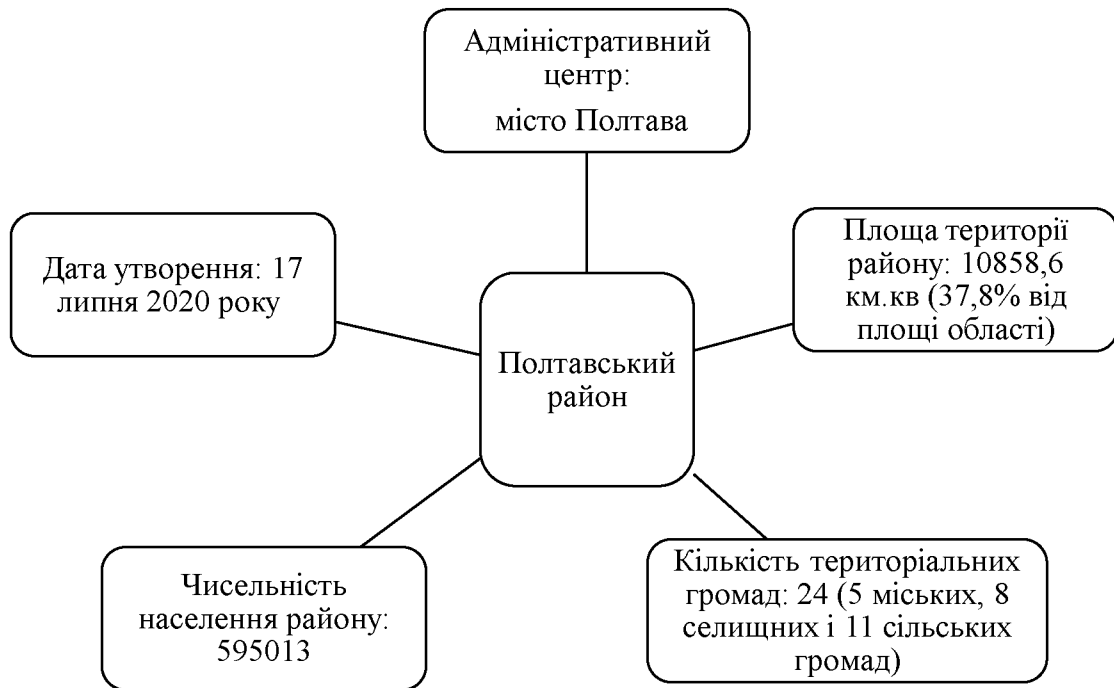 Адміністративний
центр:
місто Полтава
Дата утворення: 17
липня 2020 року
Площа території
району: 10858,6
км.кв (37,8% від
площі області)
Полтавський
район
Чисельність
населення району:
595013
Кількість територіальних
громад: 24 (5 міських, 8
селищних і 11 сільських
громад)